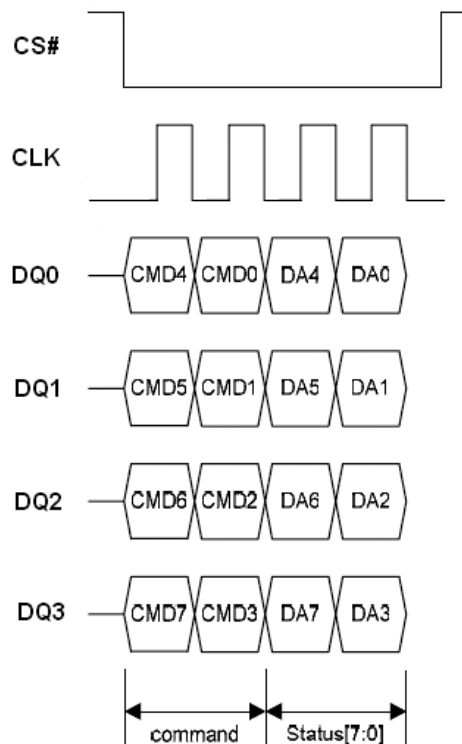 CS#
CLK
DQ0 CMD4 CMD0 DA4 DA0
DQ1 CMD5 CMD1 DA5 DA1
DQ2 CMD6 CMD2 DA6 DA2
DQ3 CMD7 CMD3 DA7 DA3
command Status[7:0]